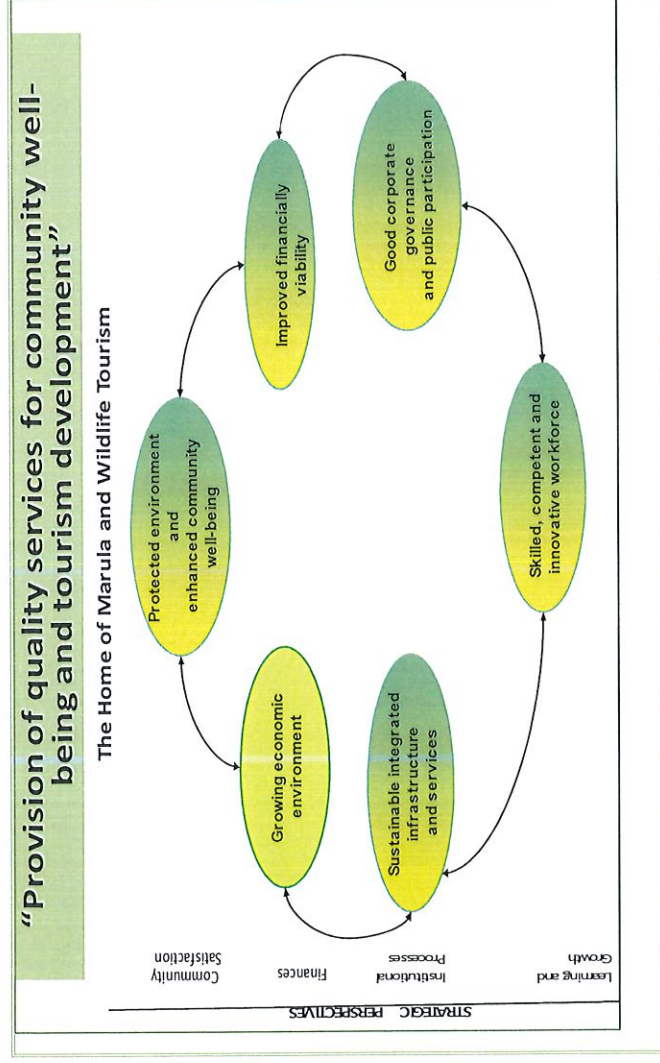 “Provision of quality services for community well-
being and tourism development”
The Home of Marula and Wildlife Tourism
STRATEGIC PERSPECTIVES
Community
Satisfaction
Protected environment
and
enhanced community
well-being
Finances
Growing economic
environment
Improved financially
viability
Institutional
Processes
Sustainable integrated
infrastructure
and services
Good corporate
governance
and public participation
Learning and
Growth
Skilled, competent and
innovative workforce